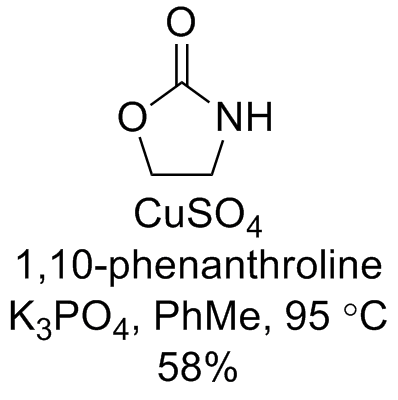 O
O
NH
CuSO4
1,10-phenanthroline
K3PO4, PhMe, 95 °C
58%